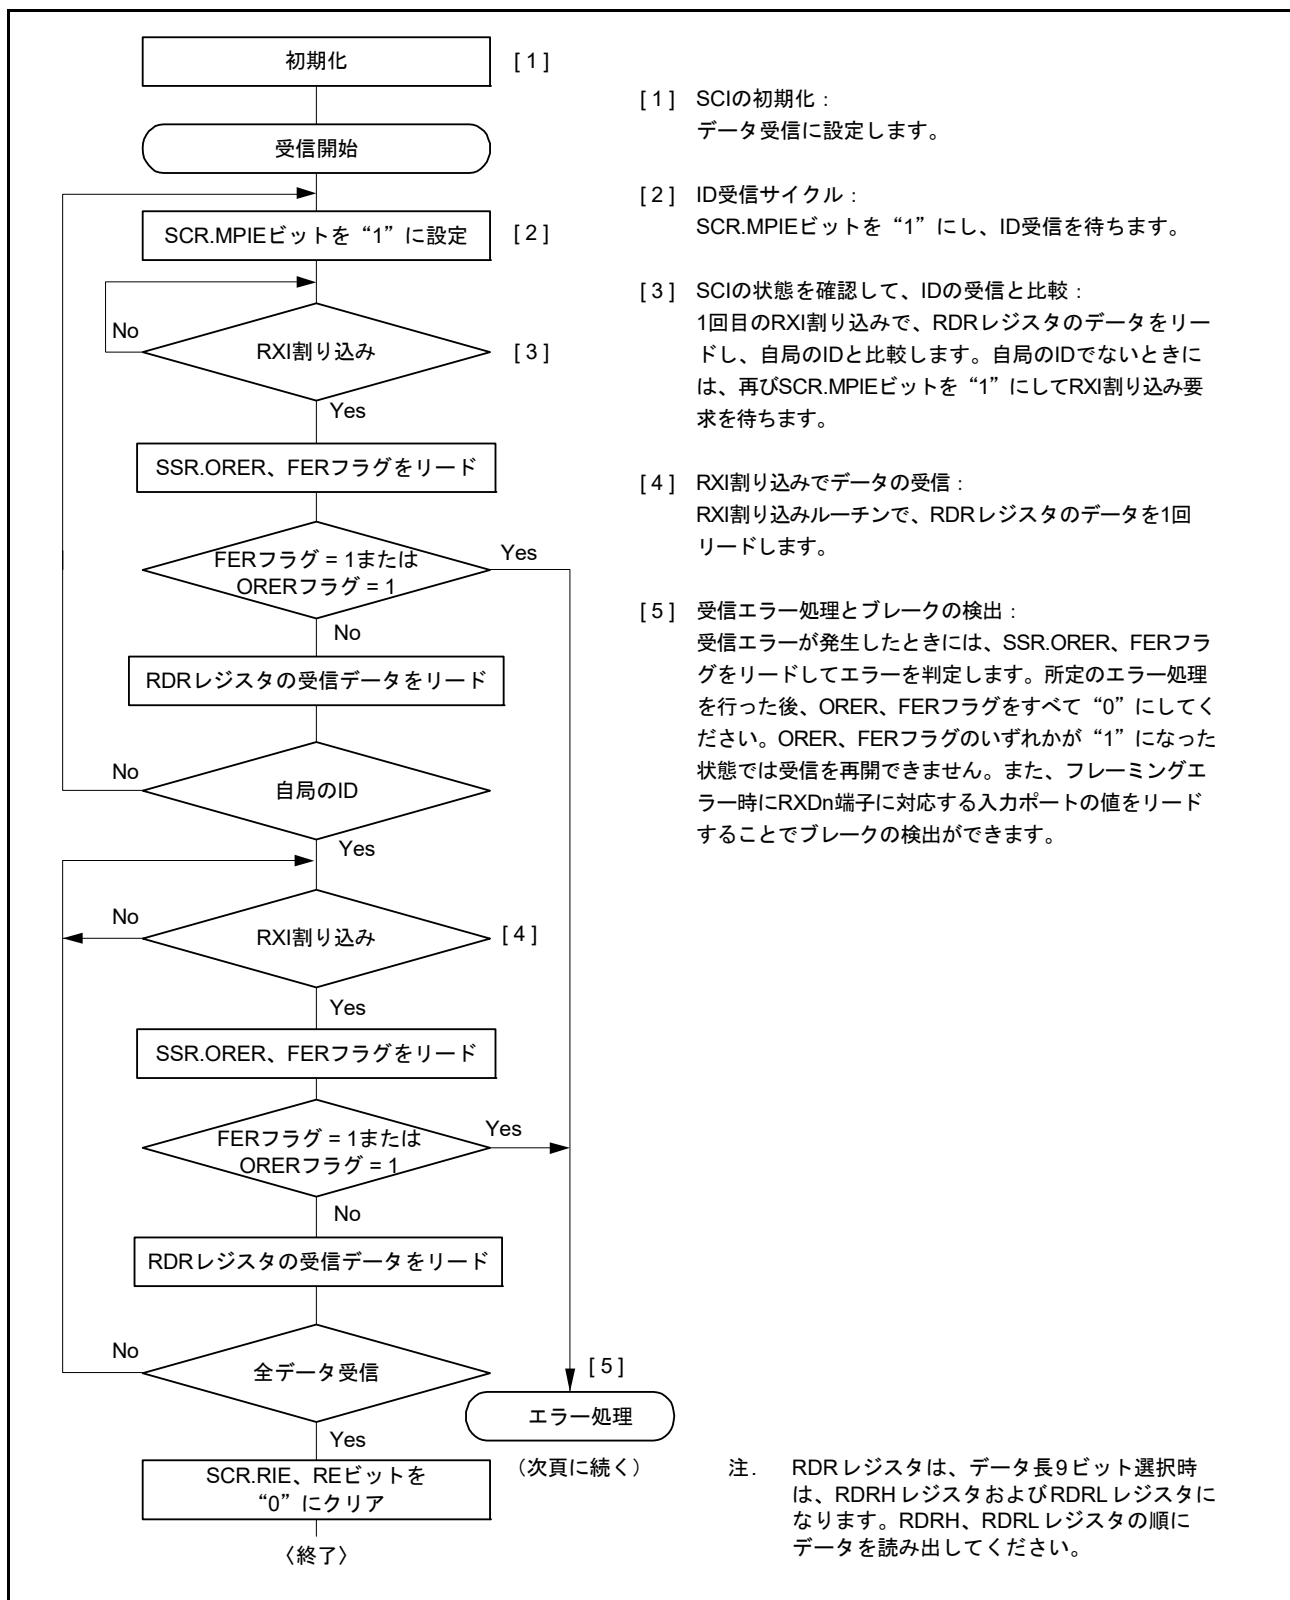 初期化
[ 1 ]
受信開始
SCR.MPIEビットを“1”に設定
[ 2 ]
No
RXI割り込み
[ 3 ]
Yes
SSR.ORER、FERフラグをリード
FERフラグ = 1または
ORERフラグ = 1
Yes
No
RDRレジスタの受信データをリード
No
自局のID
Yes
No
RXI割り込み
[ 4 ]
Yes
SSR.ORER、FERフラグをリード
FERフラグ = 1または
ORERフラグ = 1
Yes
No
RDRレジスタの受信データをリード
No
全データ受信
[ 5 ]
エラー処理
Yes
(次頁に続く)
SCR.RIE、REビットを
“0”にクリア
〈終了〉
[ 1 ] SCIの初期化:
データ受信に設定します。
[ 2 ] ID受信サイクル:
SCR.MPIEビットを“1”にし、ID受信を待ちます。
[ 3 ] SCIの状態を確認して、IDの受信と比較:
1回目のRXI割り込みで、RDRレジスタのデータをリー
ドし、自局のIDと比較します。自局のIDでないときに
は、再びSCR.MPIEビットを“1”にしてRXI割り込み要
求を待ちます。
[ 4 ] RXI割り込みでデータの受信:
RXI割り込みルーチンで、RDRレジスタのデータを1回
リードします。
[ 5 ] 受信エラー処理とブレークの検出:
受信エラーが発生したときには、SSR.ORER、FERフラ
グをリードしてエラーを判定します。所定のエラー処理
を行った後、ORER、FERフラグをすべて“0”にしてく
ださい。ORER、FERフラグのいずれかが“1”になった
状態では受信を再開できません。また、フレーミングエ
ラー時にRXDn端子に対応する入力ポートの値をリード
することでブレークの検出ができます。
注. RDRレジスタは、データ長9ビット選択時
は、RDRHレジスタおよびRDRLレジスタに
なります。RDRH、RDRLレジスタの順に
データを読み出してください。